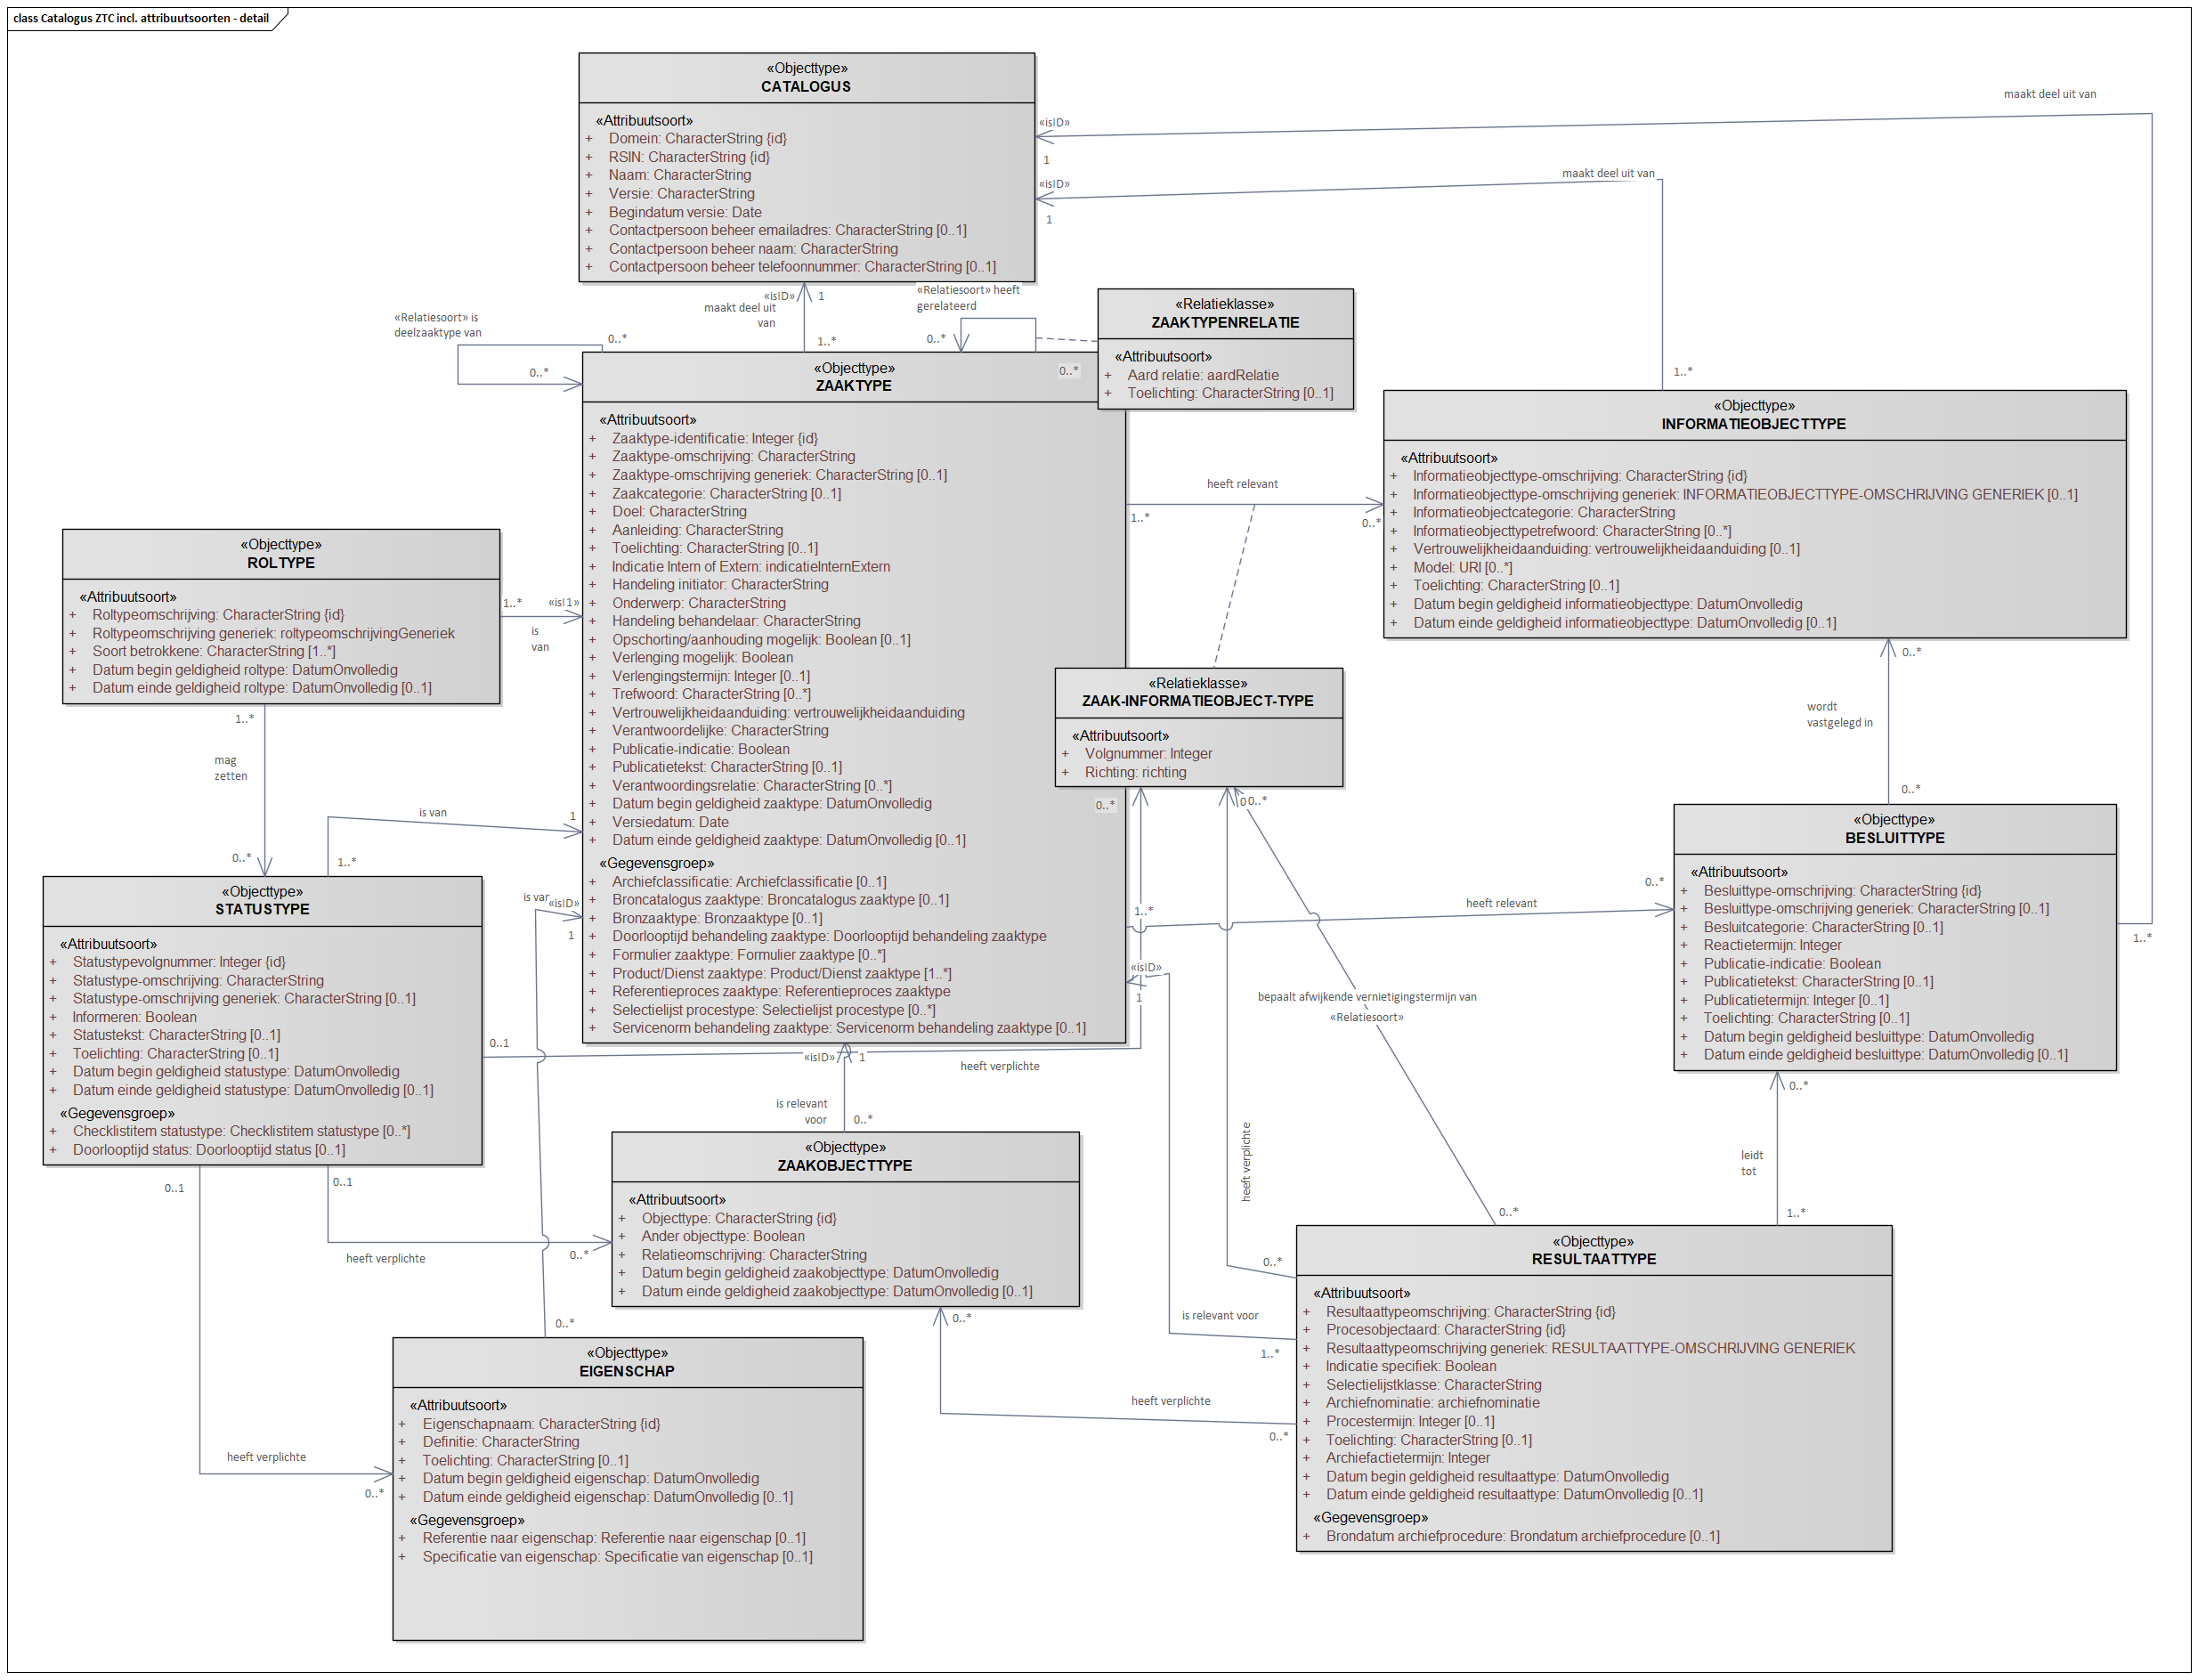 class Catalogus ZTC incl. attribuutsoorten - detail
«Objecttype»
CATALOGUS
«Attribuutsoort»
+ Domein: CharacterString {id}
+ RSIN: CharacterString {id}
+ Naam: CharacterString
+ Versie: CharacterString
+ Begindatum versie: Date
+ Contactpersoon beheer emailadres: CharacterString [0..1]
+ Contactpersoon beheer naam: CharacterString
+ Contactpersoon beheer telefoonnummer: CharacterString [0..1]
maakt deel uit van
«isID»
1
maakt deel uit van
«isID»
1
«isID»
1
maakt deel uit
van
1..*
«Relatiesoort» heeft
gerelateerd
0..*
0..*
«Relatiesoort» is
deelzaaktype van
0..*
0..*
«Relatieklasse»
ZAAKTYPENRELATIE
«Attribuutsoort»
+ Aard relatie: aardRelatie
+ Toelichting: CharacterString [0..1]
«Objecttype»
ZAAKTYPE
«Attribuutsoort»
+ Zaaktype-identificatie: Integer {id}
+ Zaaktype-omschrijving: CharacterString
+ Zaaktype-omschrijving generiek: CharacterString [0..1]
+ Zaakcategorie: CharacterString [0..1]
+ Doel: CharacterString
+ Aanleiding: CharacterString
+ Toelichting: CharacterString [0..1]
+ Indicatie Intern of Extern: indicatieInternExtern
+ Handeling initiator: CharacterString
+ Onderwerp: CharacterString
+ Handeling behandelaar: CharacterString
+ Opschorting/aanhouding mogelijk: Boolean [0..1]
+ Verlenging mogelijk: Boolean
+ Verlengingstermijn: Integer [0..1]
+ Trefwoord: CharacterString [0..*]
+ Vertrouwelijkheidaanduiding: vertrouwelijkheidaanduiding
+ Verantwoordelijke: CharacterString
+ Publicatie-indicatie: Boolean
+ Publicatietekst: CharacterString [0..1]
+ Verantwoordingsrelatie: CharacterString [0..*]
+ Datum begin geldigheid zaaktype: DatumOnvolledig
+ Versiedatum: Date
+ Datum einde geldigheid zaaktype: DatumOnvolledig [0..1]
«Gegevensgroep»
+ Archiefclassificatie: Archiefclassificatie [0..1]
+ Broncatalogus zaaktype: Broncatalogus zaaktype [0..1]
+ Bronzaaktype: Bronzaaktype [0..1]
+ Doorlooptijd behandeling zaaktype: Doorlooptijd behandeling zaaktype
+ Formulier zaaktype: Formulier zaaktype [0..*]
+ Product/Dienst zaaktype: Product/Dienst zaaktype [1..*]
+ Referentieproces zaaktype: Referentieproces zaaktype
+ Selectielijst procestype: Selectielijst procestype [0..*]
+ Servicenorm behandeling zaaktype: Servicenorm behandeling zaaktype [0..1]
1..*
«Objecttype»
INFORMATIEOBJECTTYPE
«Attribuutsoort»
+ Informatieobjecttype-omschrijving: CharacterString {id}
+ Informatieobjecttype-omschrijving generiek: INFORMATIEOBJECTTYPE-OMSCHRIJVING GENERIEK [0..1]
+ Informatieobjectcategorie: CharacterString
+ Informatieobjecttypetrefwoord: CharacterString [0..*]
+ Vertrouwelijkheidaanduiding: vertrouwelijkheidaanduiding [0..1]
+ Model: URI [0..*]
+ Toelichting: CharacterString [0..1]
+ Datum begin geldigheid informatieobjecttype: DatumOnvolledig
+ Datum einde geldigheid informatieobjecttype: DatumOnvolledig [0..1]
heeft relevant
1..*
0..*
«Objecttype»
ROLTYPE
«Attribuutsoort»
+ Roltypeomschrijving: CharacterString {id}
+ Roltypeomschrijving generiek: roltypeomschrijvingGeneriek
+ Soort betrokkene: CharacterString [1..*]
+ Datum begin geldigheid roltype: DatumOnvolledig
+ Datum einde geldigheid roltype: DatumOnvolledig [0..1]
1..*
«isI1»
is
van
1..*
mag
zetten
0..*
is van
1
1..*
«Relatieklasse»
ZAAK-INFORMATIEOBJECT-TYPE
«Attribuutsoort»
+ Volgnummer: Integer
+ Richting: richting
0..*
0
0..*
0..*
wordt
vastgelegd in
0..*
«Objecttype»
BESLUITTYPE
«Attribuutsoort»
+ Besluittype-omschrijving: CharacterString {id}
+ Besluittype-omschrijving generiek: CharacterString [0..1]
+ Besluitcategorie: CharacterString [0..1]
+ Reactietermijn: Integer
+ Publicatie-indicatie: Boolean
+ Publicatietekst: CharacterString [0..1]
+ Publicatietermijn: Integer [0..1]
+ Toelichting: CharacterString [0..1]
+ Datum begin geldigheid besluittype: DatumOnvolledig
+ Datum einde geldigheid besluittype: DatumOnvolledig [0..1]
1..*
0..*
heeft relevant
1..*
«Objecttype»
STATUSTYPE
«Attribuutsoort»
+ Statustypevolgnummer: Integer {id}
+ Statustype-omschrijving: CharacterString
+ Statustype-omschrijving generiek: CharacterString [0..1]
+ Informeren: Boolean
+ Statustekst: CharacterString [0..1]
+ Toelichting: CharacterString [0..1]
+ Datum begin geldigheid statustype: DatumOnvolledig
+ Datum einde geldigheid statustype: DatumOnvolledig [0..1]
«Gegevensgroep»
+ Checklistitem statustype: Checklistitem statustype [0..*]
+ Doorlooptijd status: Doorlooptijd status [0..1]
is var
«isID»
1
0..1
heeft verplichte
«isID»
1
«isID»
1
is relevant
voor
0..*
bepaalt afwijkende vernietigingstermijn van
«Relatiesoort»
0..*
heeft verplichte
0..*
0..*
leidt
tot
1..*
0..1
0..1
heeft verplichte
0..*
«Objecttype»
ZAAKOBJECTTYPE
«Attribuutsoort»
+ Objecttype: CharacterString {id}
+ Ander objecttype: Boolean
+ Relatieomschrijving: CharacterString
+ Datum begin geldigheid zaakobjecttype: DatumOnvolledig
+ Datum einde geldigheid zaakobjecttype: DatumOnvolledig [0..1]
0..*
heeft verplichte
0..*
is relevant voor
1..*
«Objecttype»
RESULTAATTYPE
«Attribuutsoort»
+ Resultaattypeomschrijving: CharacterString {id}
+ Procesobjectaard: CharacterString {id}
+ Resultaattypeomschrijving generiek: RESULTAATTYPE-OMSCHRIJVING GENERIEK
+ Indicatie specifiek: Boolean
+ Selectielijstklasse: CharacterString
+ Archiefnominatie: archiefnominatie
+ Procestermijn: Integer [0..1]
+ Toelichting: CharacterString [0..1]
+ Archiefactietermijn: Integer
+ Datum begin geldigheid resultaattype: DatumOnvolledig
+ Datum einde geldigheid resultaattype: DatumOnvolledig [0..1]
«Gegevensgroep»
+ Brondatum archiefprocedure: Brondatum archiefprocedure [0..1]
0..*
«Objecttype»
EIGENSCHAP
«Attribuutsoort»
+ Eigenschapnaam: CharacterString {id}
+ Definitie: CharacterString
+ Toelichting: CharacterString [0..1]
+ Datum begin geldigheid eigenschap: DatumOnvolledig
+ Datum einde geldigheid eigenschap: DatumOnvolledig [0..1]
«Gegevensgroep»
+ Referentie naar eigenschap: Referentie naar eigenschap [0..1]
+ Specificatie van eigenschap: Specificatie van eigenschap [0..1]
heeft verplichte
0..*